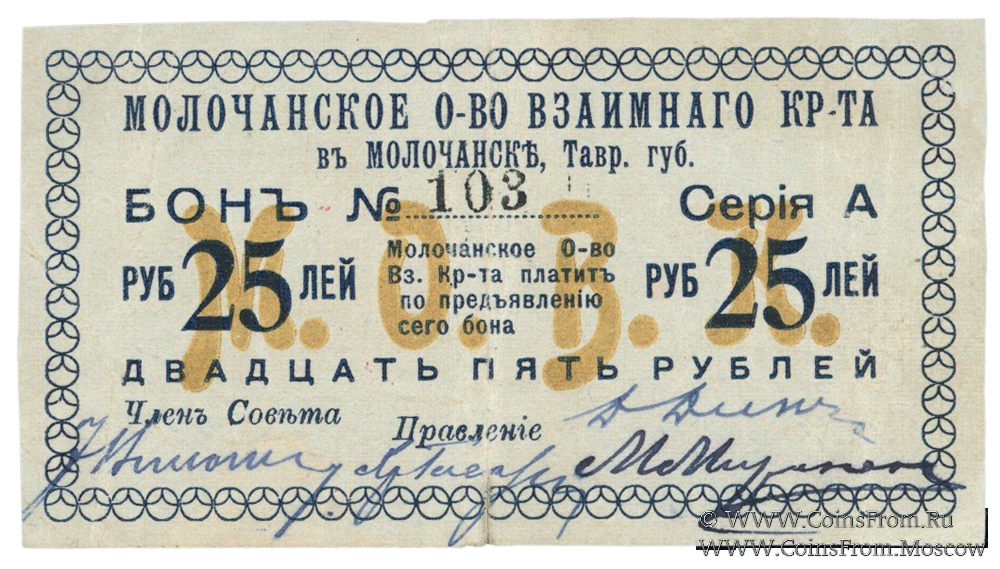 МОЛОЧАНСКОЕ О-ВО ВЗАИМНАГО КР-ТА
въ МОЛОЧАНСКѢ, Тавр. губ.
БОНЪ № 103 Серія А
М. О. В. К.
РУБ 25 ЛЕЙ
Молочанское О-во
Вз. Кр-та платитъ
по предъявленію
сего бона
РУБ 25 ЛЕЙ
ДВАДЦАТЬ ПЯТЬ РУБЛЕЙ
Членъ Совѣта
Правленіе
© WWW.CoinsFrom.Ru
WWW.CoinsFrom.Moscow